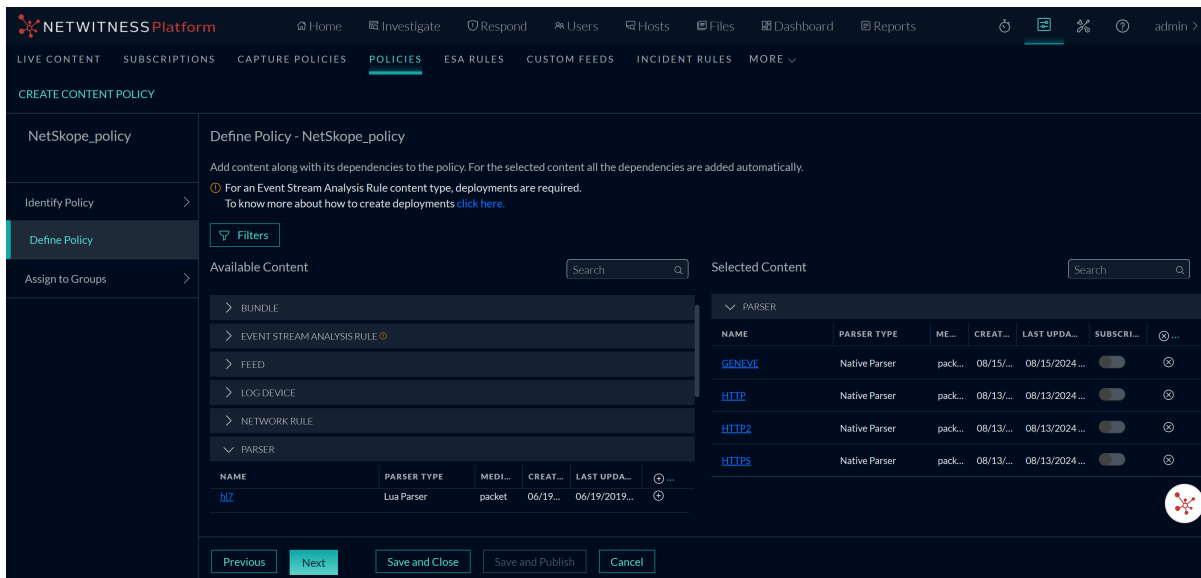 NETWITNESS Platform Home Investigate Respond Users Hosts Files Dashboard Reports admin
LIVE CONTENT SUBSCRIPTIONS CAPTURE POLICIES POLICIES ESA RULES CUSTOM FEEDS INCIDENT RULES MORE
CREATE CONTENT POLICY
NetSkope_policy
Identify Policy
Define Policy
Assign to Groups
Define Policy - NetSkope_policy
Add content along with its dependencies to the policy. For the selected content all the dependencies are added automatically.
For an Event Stream Analysis Rule content type, deployments are required.
To know more about how to create deployments click here.
Filters
Available Content Search
BUNDLE
EVENT STREAM ANALYSIS RULE
FEED
LOG DEVICE
NETWORK RULE
PARSER
NAME PARSER TYPE MEDI... CREAT... LAST UPDA... ...
hl7 Lua Parser packet 06/19... 06/19/2019...
Selected Content Search
PARSER
NAME PARSER TYPE ME... CREAT... LAST UPDA... SUBSCRI... ...
GENEVE Native Parser pack... 08/15/... 08/15/2024 ...
HTTP Native Parser pack... 08/13/... 08/13/2024 ...
HTTP2 Native Parser pack... 08/13/... 08/13/2024 ...
HTTPS Native Parser pack... 08/13/... 08/13/2024 ...
Previous Next Save and Close Save and Publish Cancel